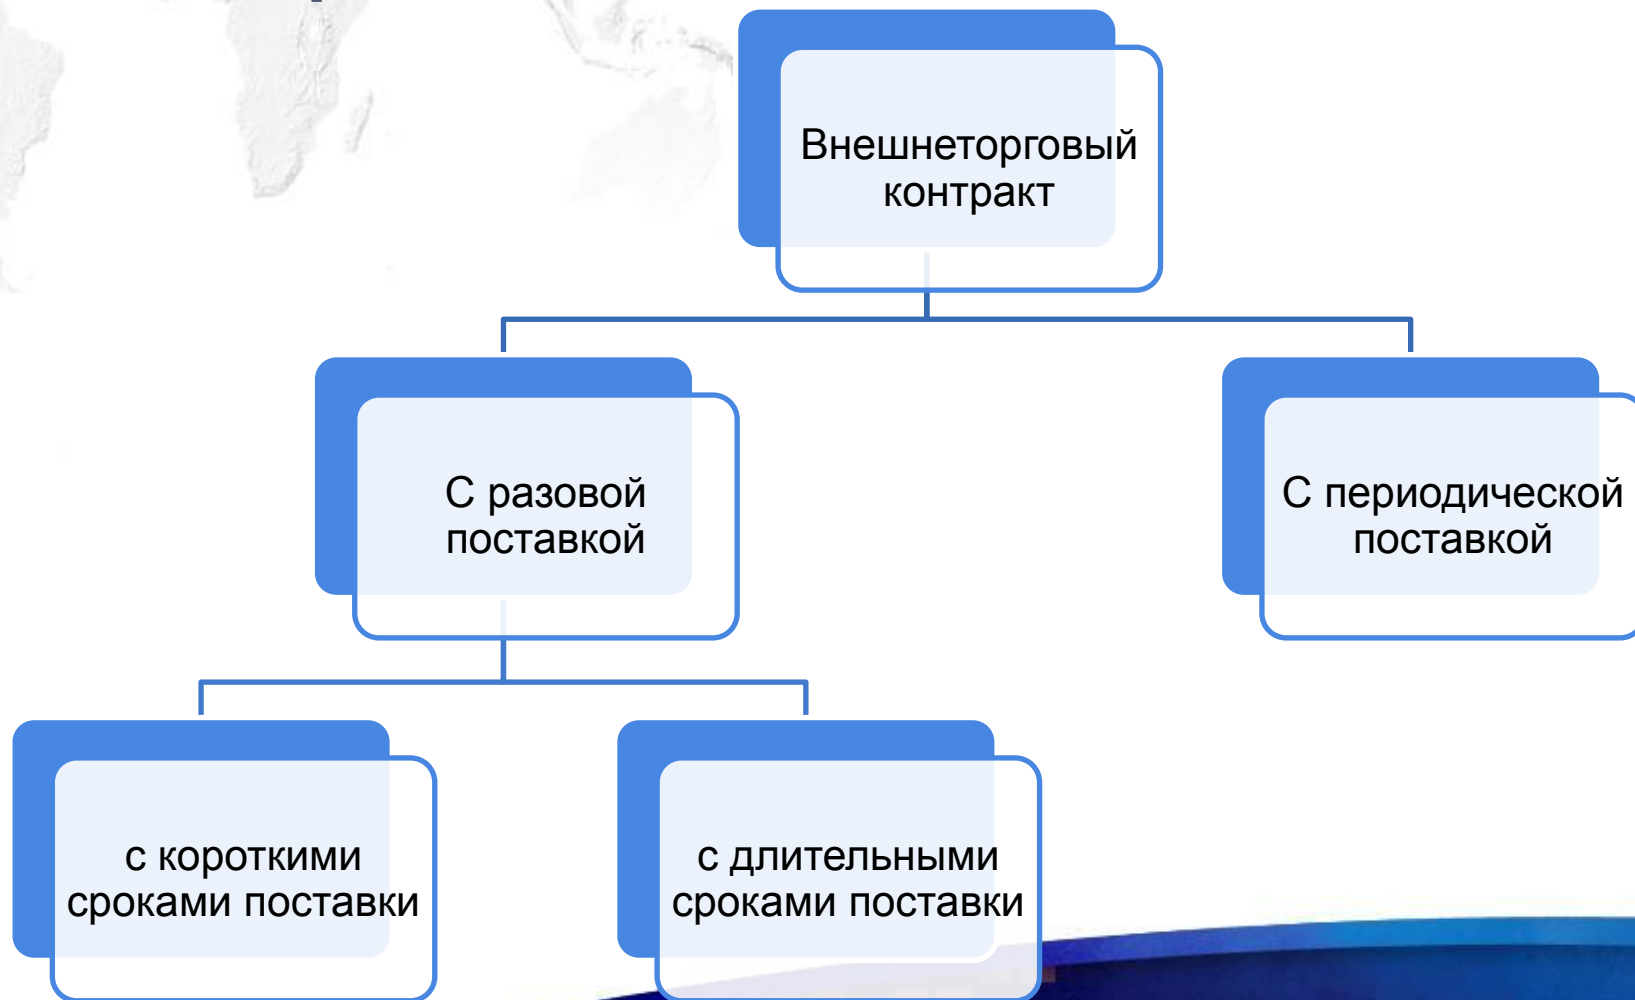 Внешнеторговый
контракт
С разовой
поставкой
С периодической
поставкой
с короткими
сроками поставки
с длительными
сроками поставки